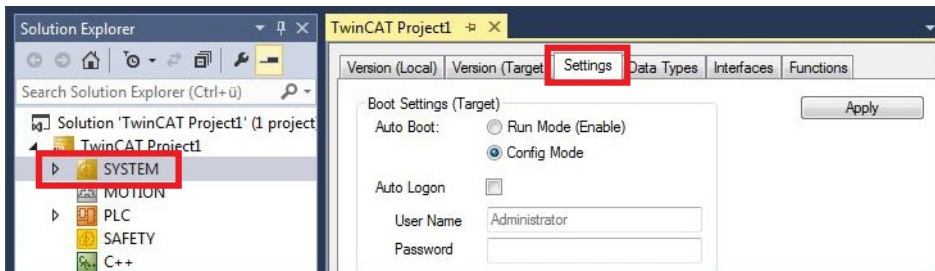 Solution Explorer
Search Solution Explorer (Ctrl+ü)
Solution 'TwinCAT Project1' (1 project
TwinCAT Project1
SYSTEM
MOTION
PLC
SAFETY
C++
TwinCAT Project1
Version (Local) Version (Target Settings Data Types Interfaces Functions
Boot Settings (Target)
Auto Boot: Run Mode (Enable)
Config Mode
Apply
Auto Logon
User Name Administrator
Password